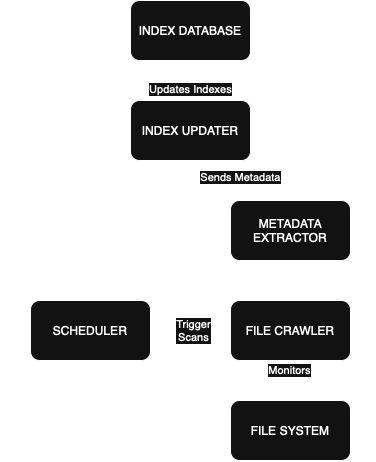 INDEX DATABASE
Updates Indexes
INDEX UPDATER
Sends Metadata
METADATA
EXTRACTOR
SCHEDULER
Trigger
Scans
FILE CRAWLER
Monitors
FILE SYSTEM